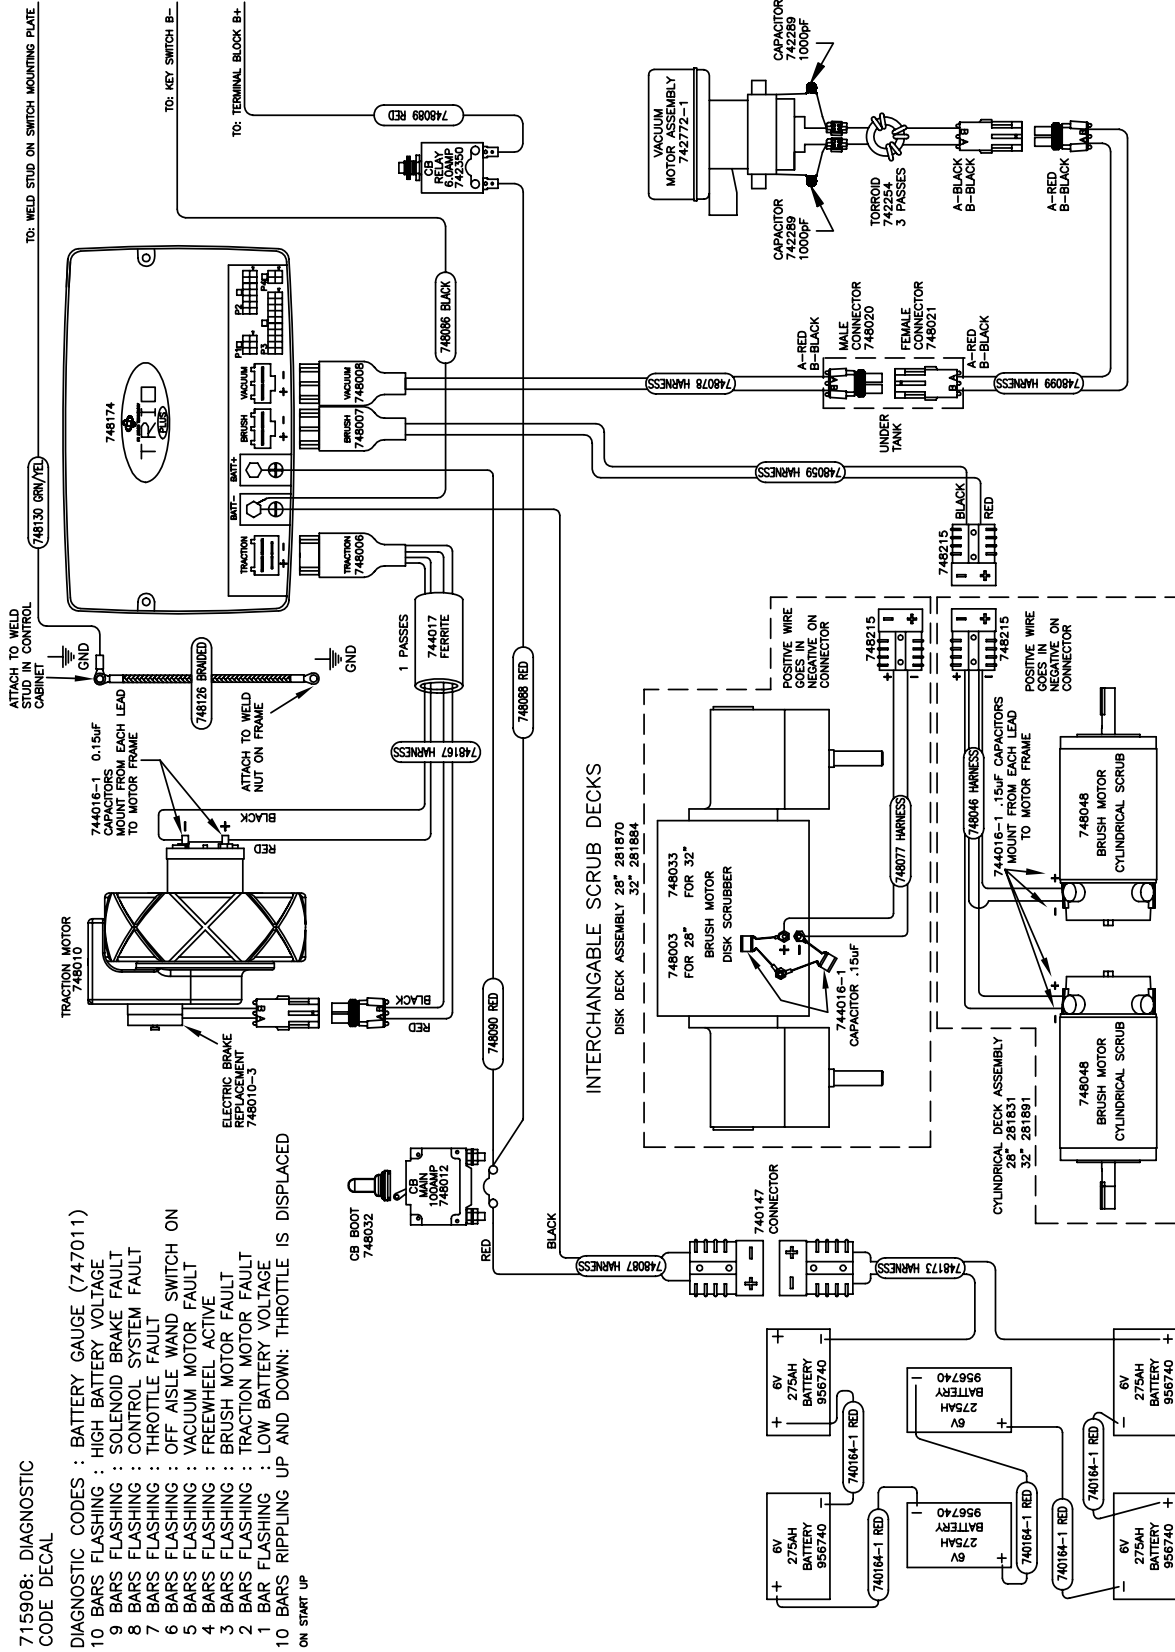 TO: WELD STUD ON SWITCH MOUNTING PLATE
TO: KEY SWITCH B-
TO: TERMINAL BLOCK B+
748089 RED
CB
RELAY
6.0AMP
742350
748130 GRN/YEL
748174
TRIO
PLUS
P1
P2
P3
P4
VACUUM
- +
BRUSH
- +
BATT+
BATT-
TRACTION
- +
748086 BLACK
VACUUM
748008
BRUSH
748007
TRACTION
748006
ATTACH TO WELD
STUD IN CONTROL
CABINET
GND
748126 BRAIDED
GND
ATTACH TO WELD
NUT ON FRAME
1 PASSES
744017
FERRITE
748167 HARNESS
748088 RED
744016-1 0.15uF
CAPACITORS
MOUNT FROM EACH LEAD
TO MOTOR FRAME
-
+
BLACK
RED
TRACTION MOTOR
748010
B
A
B
A
BLACK
RED
ELECTRIC BRAKE
REPLACEMENT
748010-3
748090 RED
CB BOOT
748032
CB
MAIN
100AMP
748012
RED
BLACK
748087 HARNESS
740147
CONNECTOR
- +
+ -
748173 HARNESS
CAPACITOR
742289
1000pF
VACUUM
MOTOR ASSEMBLY
742772-1
CAPACITOR
742289
1000pF
TORROID
742254
3 PASSES
A-BLACK
B-BLACK
A-RED
B-BLACK
A-RED
B-BLACK
MALE
CONNECTOR
748020
FEMALE
CONNECTOR
748021
A-RED
B-BLACK
UNDER
TANK
748078 HARNESS
748099 HARNESS
748059 HARNESS
BLACK
RED
748215
- +
INTERCHANGABLE SCRUB DECKS
DISK DECK ASSEMBLY 28" 281870
32" 281884
POSITIVE WIRE
GOES IN
NEGATIVE ON
CONNECTOR
748215
- +
+ -
748003
FOR 28"
748033
FOR 32"
BRUSH MOTOR
DISK SCRUBBER
+ -
744016-1
CAPACITOR .15uF
748077 HARNESS
- +
748215
+ -
POSITIVE WIRE
GOES IN
NEGATIVE ON
CONNECTOR
748046 HARNESS
744016-1 .15uF CAPACITORS
MOUNT FROM EACH LEAD
TO MOTOR FRAME
+
-
748048
BRUSH MOTOR
CYLINDRICAL SCRUB
+
-
748048
BRUSH MOTOR
CYLINDRICAL SCRUB
CYLINDRICAL DECK ASSEMBLY
28" 281831
32" 281891
6V
275AH
BATTERY
956740
+ -
740164-1 RED
6V
275AH
BATTERY
956740
+ -
740164-1 RED
6V
275AH
BATTERY
956740
- +
740164-1 RED
6V
275AH
BATTERY
956740
- +
740164-1 RED
6V
275AH
BATTERY
956740
- +
740164-1 RED
6V
275AH
BATTERY
956740
- +
715908: DIAGNOSTIC
CODE DECAL
DIAGNOSTIC CODES : BATTERY GAUGE (747011)
10 BARS FLASHING : HIGH BATTERY VOLTAGE
9 BARS FLASHING : SOLENOID BRAKE FAULT
8 BARS FLASHING : CONTROL SYSTEM FAULT
7 BARS FLASHING : THROTTLE FAULT
6 BARS FLASHING : OFF AISLE WAND SWITCH ON
5 BARS FLASHING : VACUUM MOTOR FAULT
4 BARS FLASHING : FREEWHEEL ACTIVE
3 BARS FLASHING : BRUSH MOTOR FAULT
2 BARS FLASHING : TRACTION MOTOR FAULT
1 BAR FLASHING : LOW BATTERY VOLTAGE
10 BARS RIPPLING UP AND DOWN: THROTTLE IS DISPLACED
ON START UP